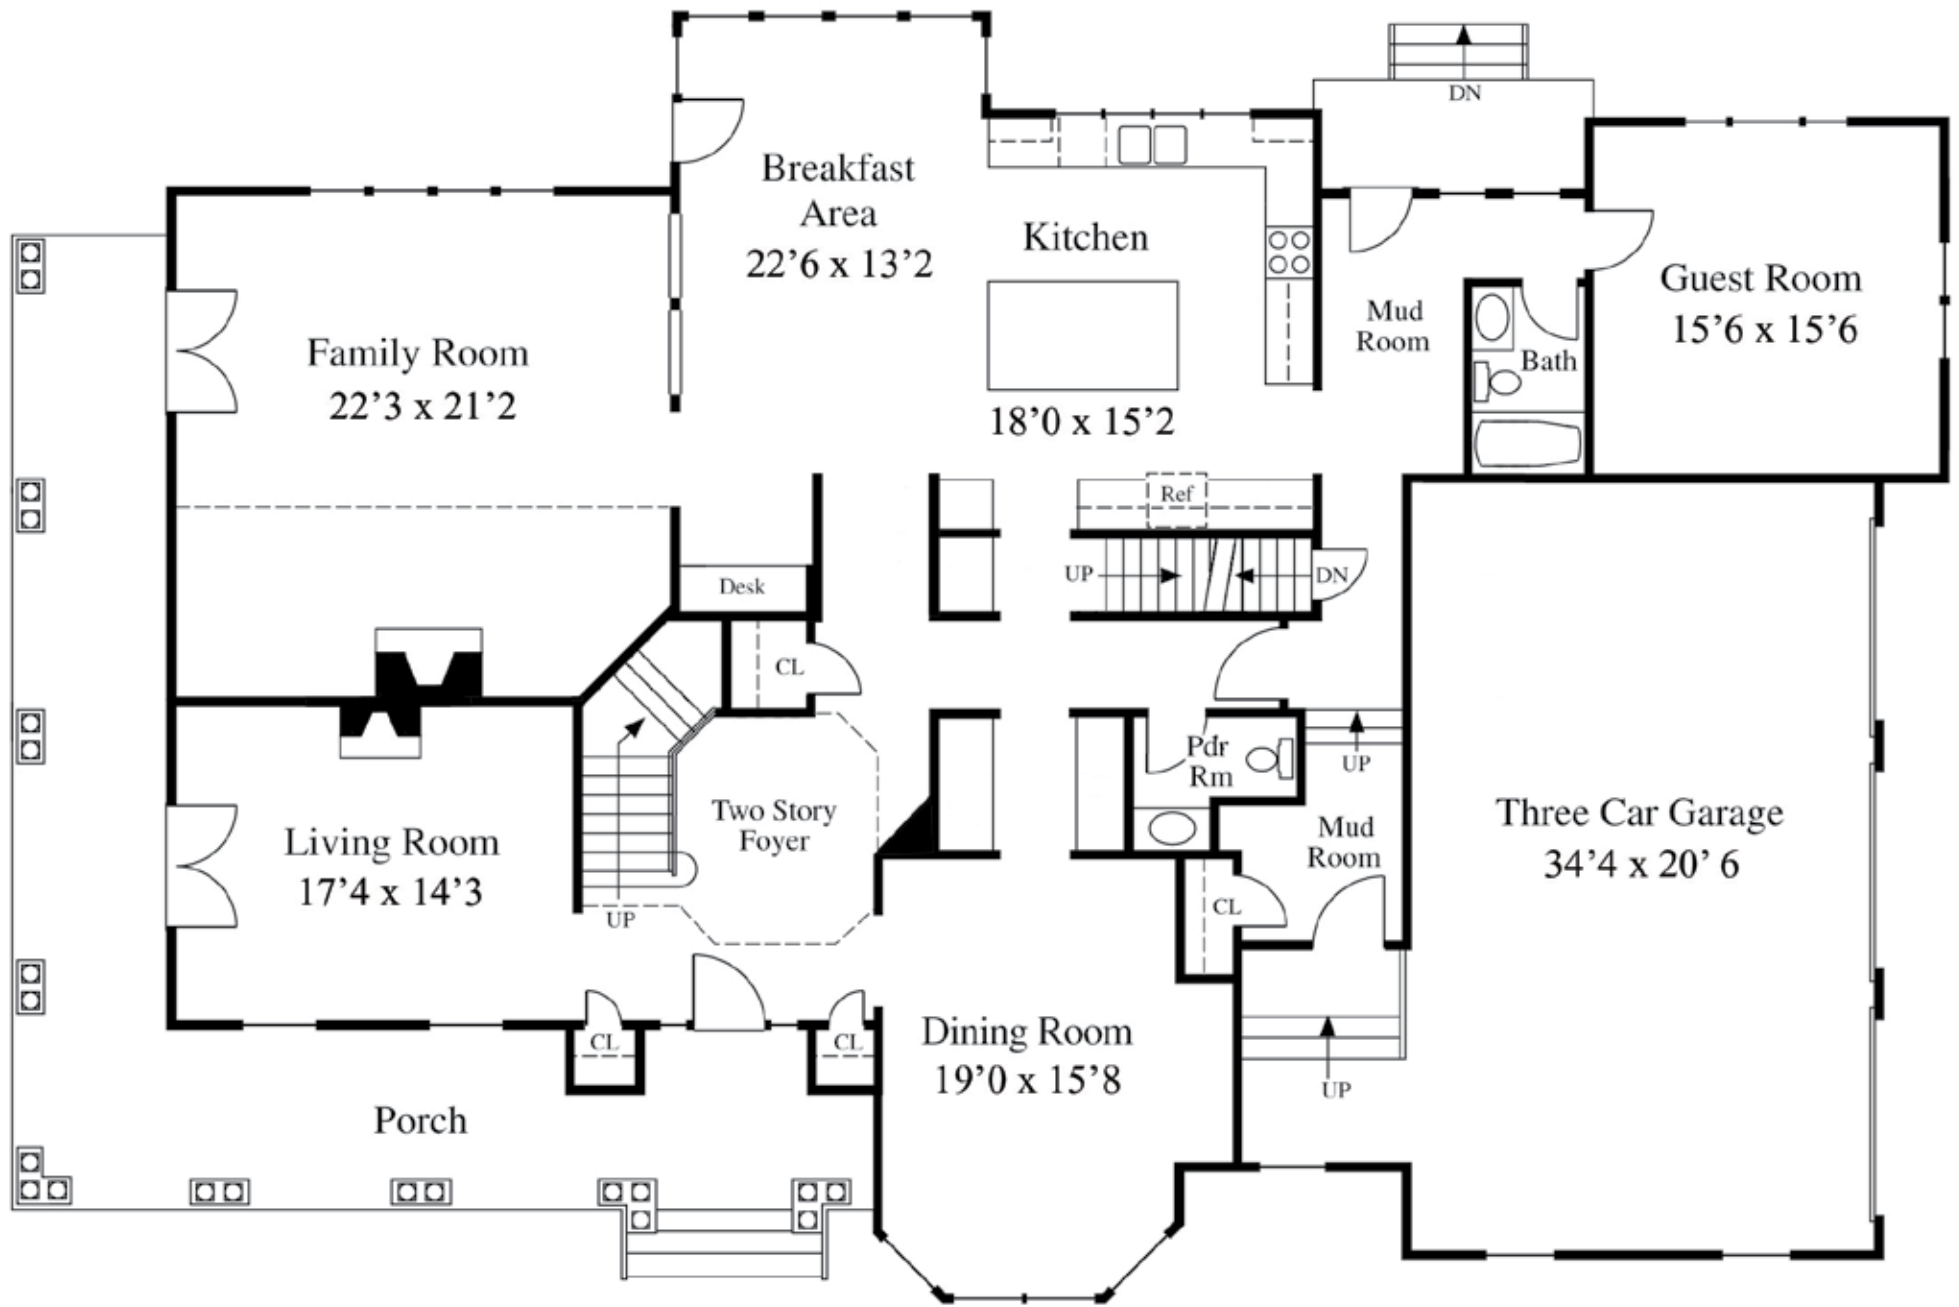 DN
Breakfast
Area
22'6 x 13'2
Kitchen
18'0 x 15'2
Mud
Room
Bath
Guest Room
15'6 x 15'6
Family Room
22'3 x 21'2
Ref
UP
DN
Desk
CL
Pdr
Rm
UP
Two Story
Foyer
Living Room
17'4 x 14'3
UP
Mud
Room
CL
Three Car Garage
34'4 x 20' 6
CL
CL
Dining Room
19'0 x 15'8
UP
Porch